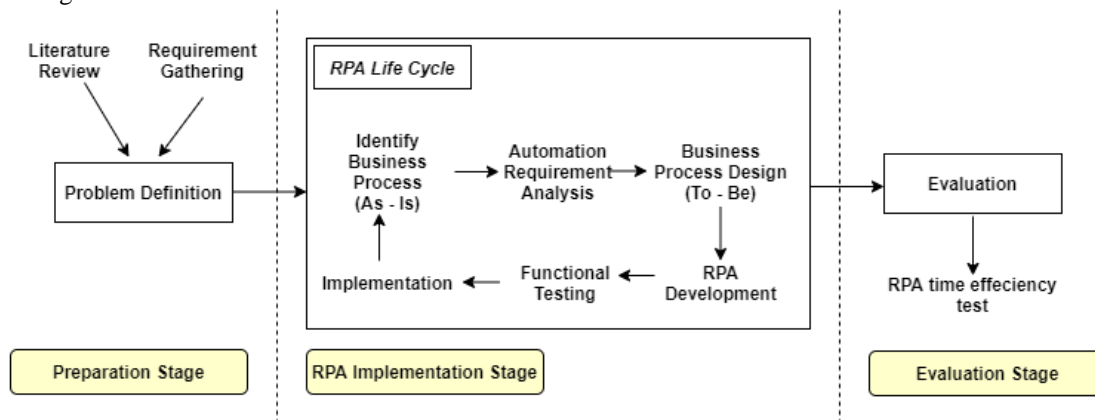 Literature
Review
Requirement
Gathering
Problem Definition
RPA Life Cycle
Identify
Business
Process
(As - Is)
Automation
Requirement
Analysis
Business
Process Design
(To - Be)
RPA
Development
Functional
Testing
Implementation
Evaluation
RPA time effeciency
test
Preparation Stage
RPA Implementation Stage
Evaluation Stage